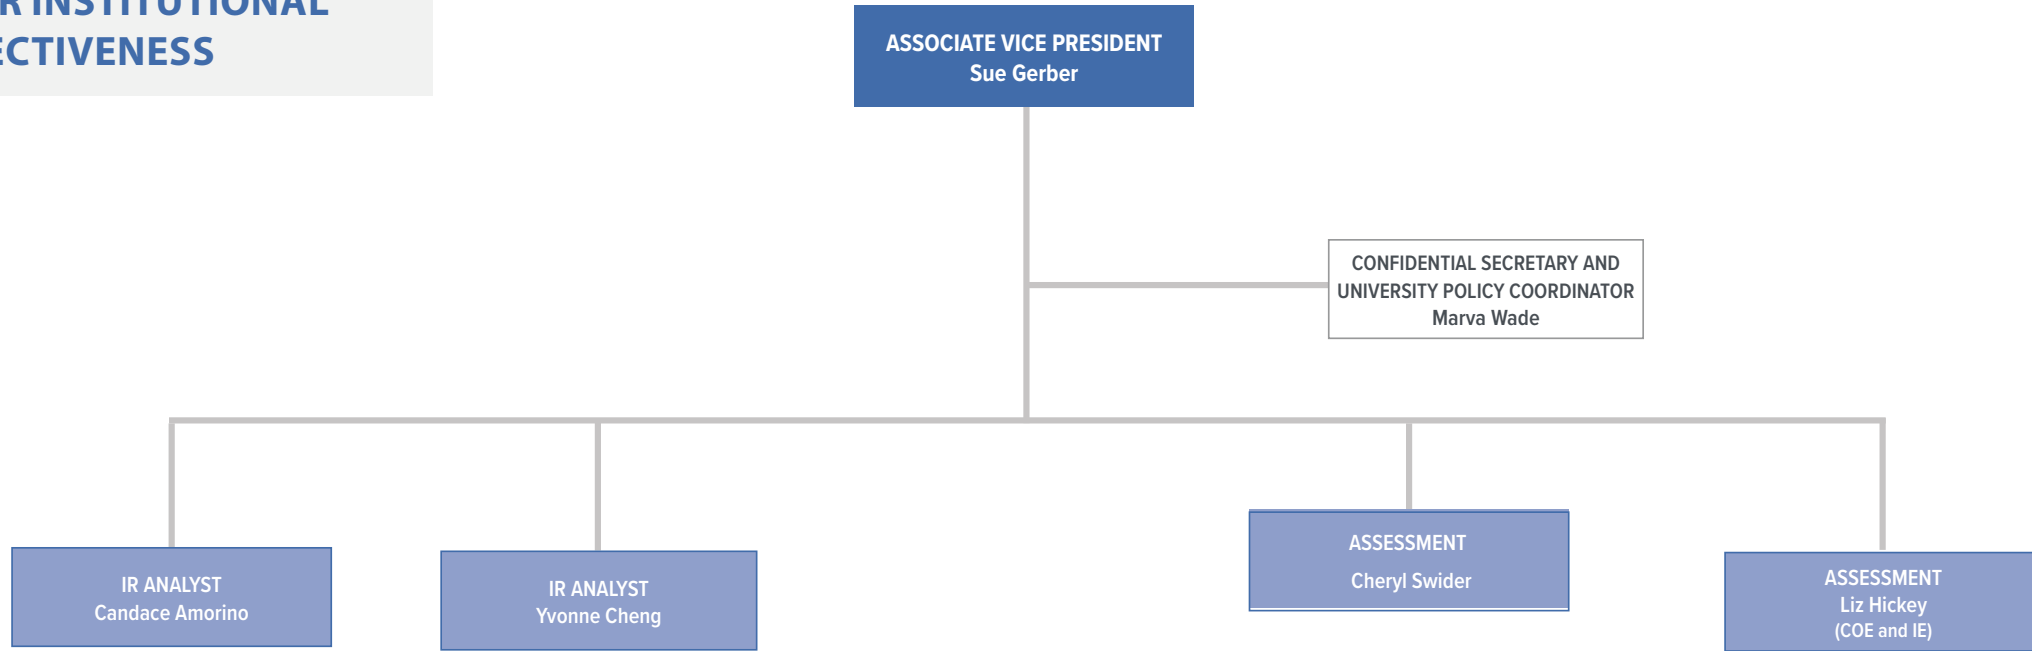 R INSTITUTIONAL
ECTIVENESS
ASSOCIATE VICE PRESIDENT
Sue Gerber
CONFIDENTIAL SECRETARY AND
UNIVERSITY POLICY COORDINATOR
Marva Wade
IR ANALYST
Candace Amorino
IR ANALYST
Yvonne Cheng
ASSESSMENT
Cheryl Swider
ASSESSMENT
Liz Hickey
(COE and IE)